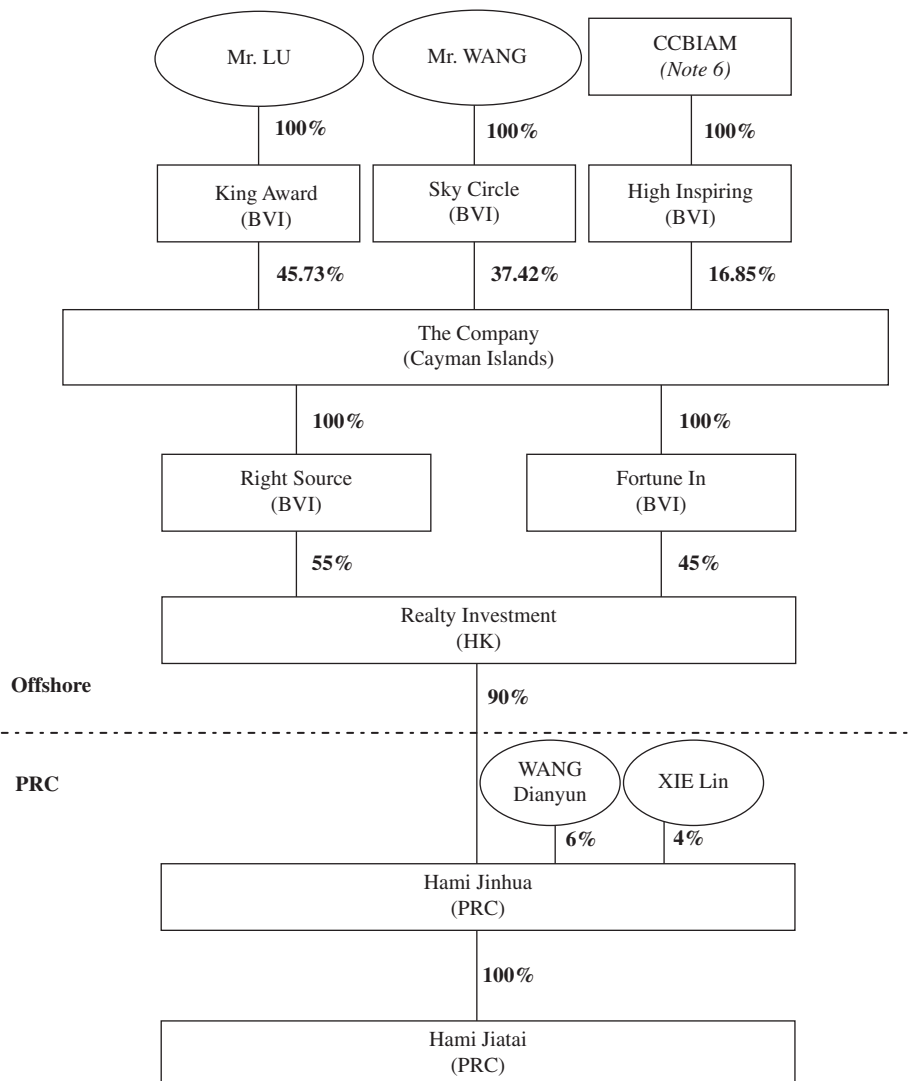 Mr. LU
Mr. WANG
CCBIAM
(Note 6)
100%
100%
100%
King Award
(BVI)
Sky Circle
(BVI)
High Inspiring
(BVI)
45.73%
37.42%
16.85%
The Company
(Cayman Islands)
100%
100%
Right Source
(BVI)
Fortune In
(BVI)
55%
45%
Realty Investment
(HK)
Offshore
90%
PRC
WANG
Dianyun
XIE Lin
6%
4%
Hami Jinhua
(PRC)
100%
Hami Jiatai
(PRC)